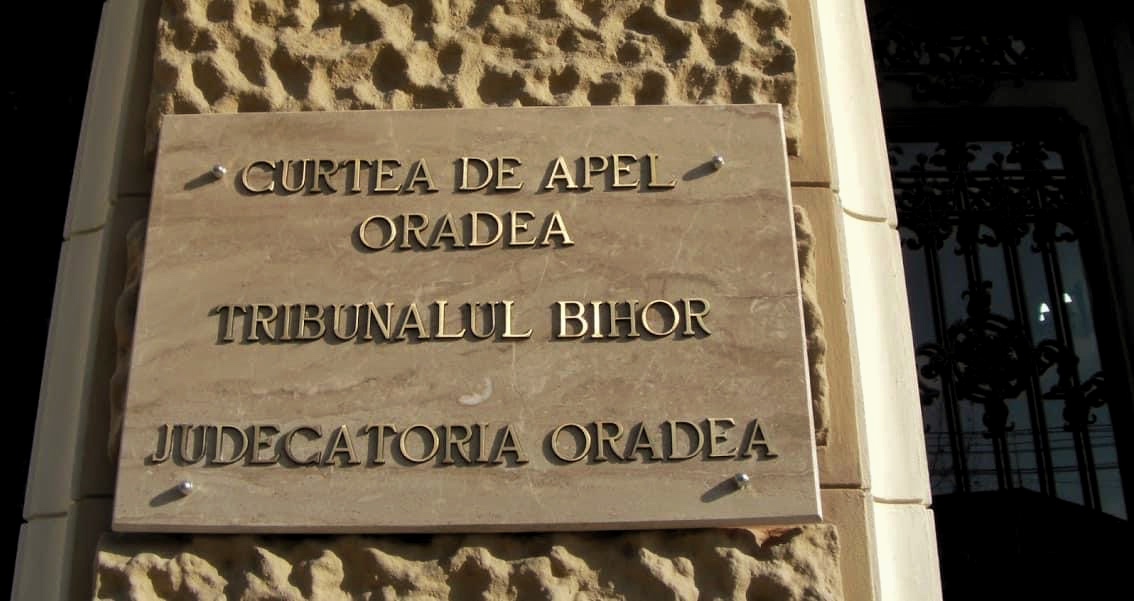 CURTEA DE APEL
ORADEA
TRIBUNALUL BIHOR
JUDECATORIA ORADEA